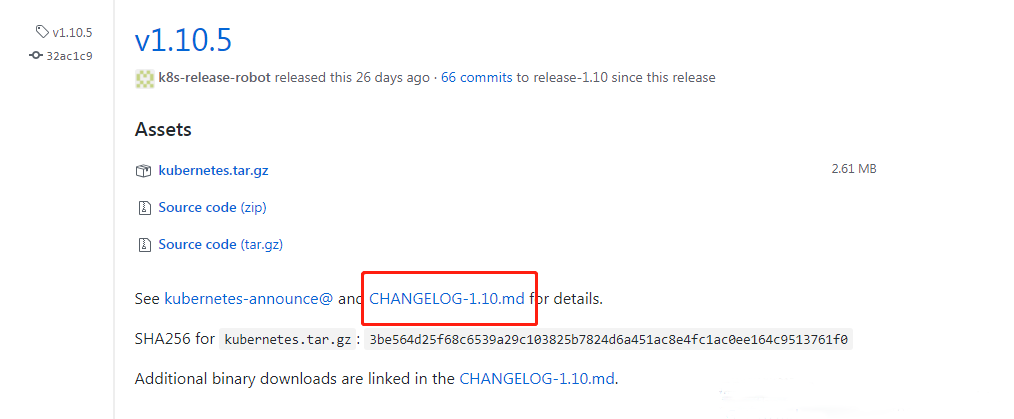 v1.10.5
32ac1c9
v1.10.5
k8s-release-robot released this 26 days ago · 66 commits to release-1.10 since this release
Assets
kubernetes.tar.gz 2.61 MB
Source code (zip)
Source code (tar.gz)
See kubernetes-announce@ and CHANGELOG-1.10.md for details.
SHA256 for kubernetes.tar.gz : 3be564d25f68c6539a29c103825b7824d6a451ac8e4fc1ac0ee164c9513761f0
Additional binary downloads are linked in the CHANGELOG-1.10.md.